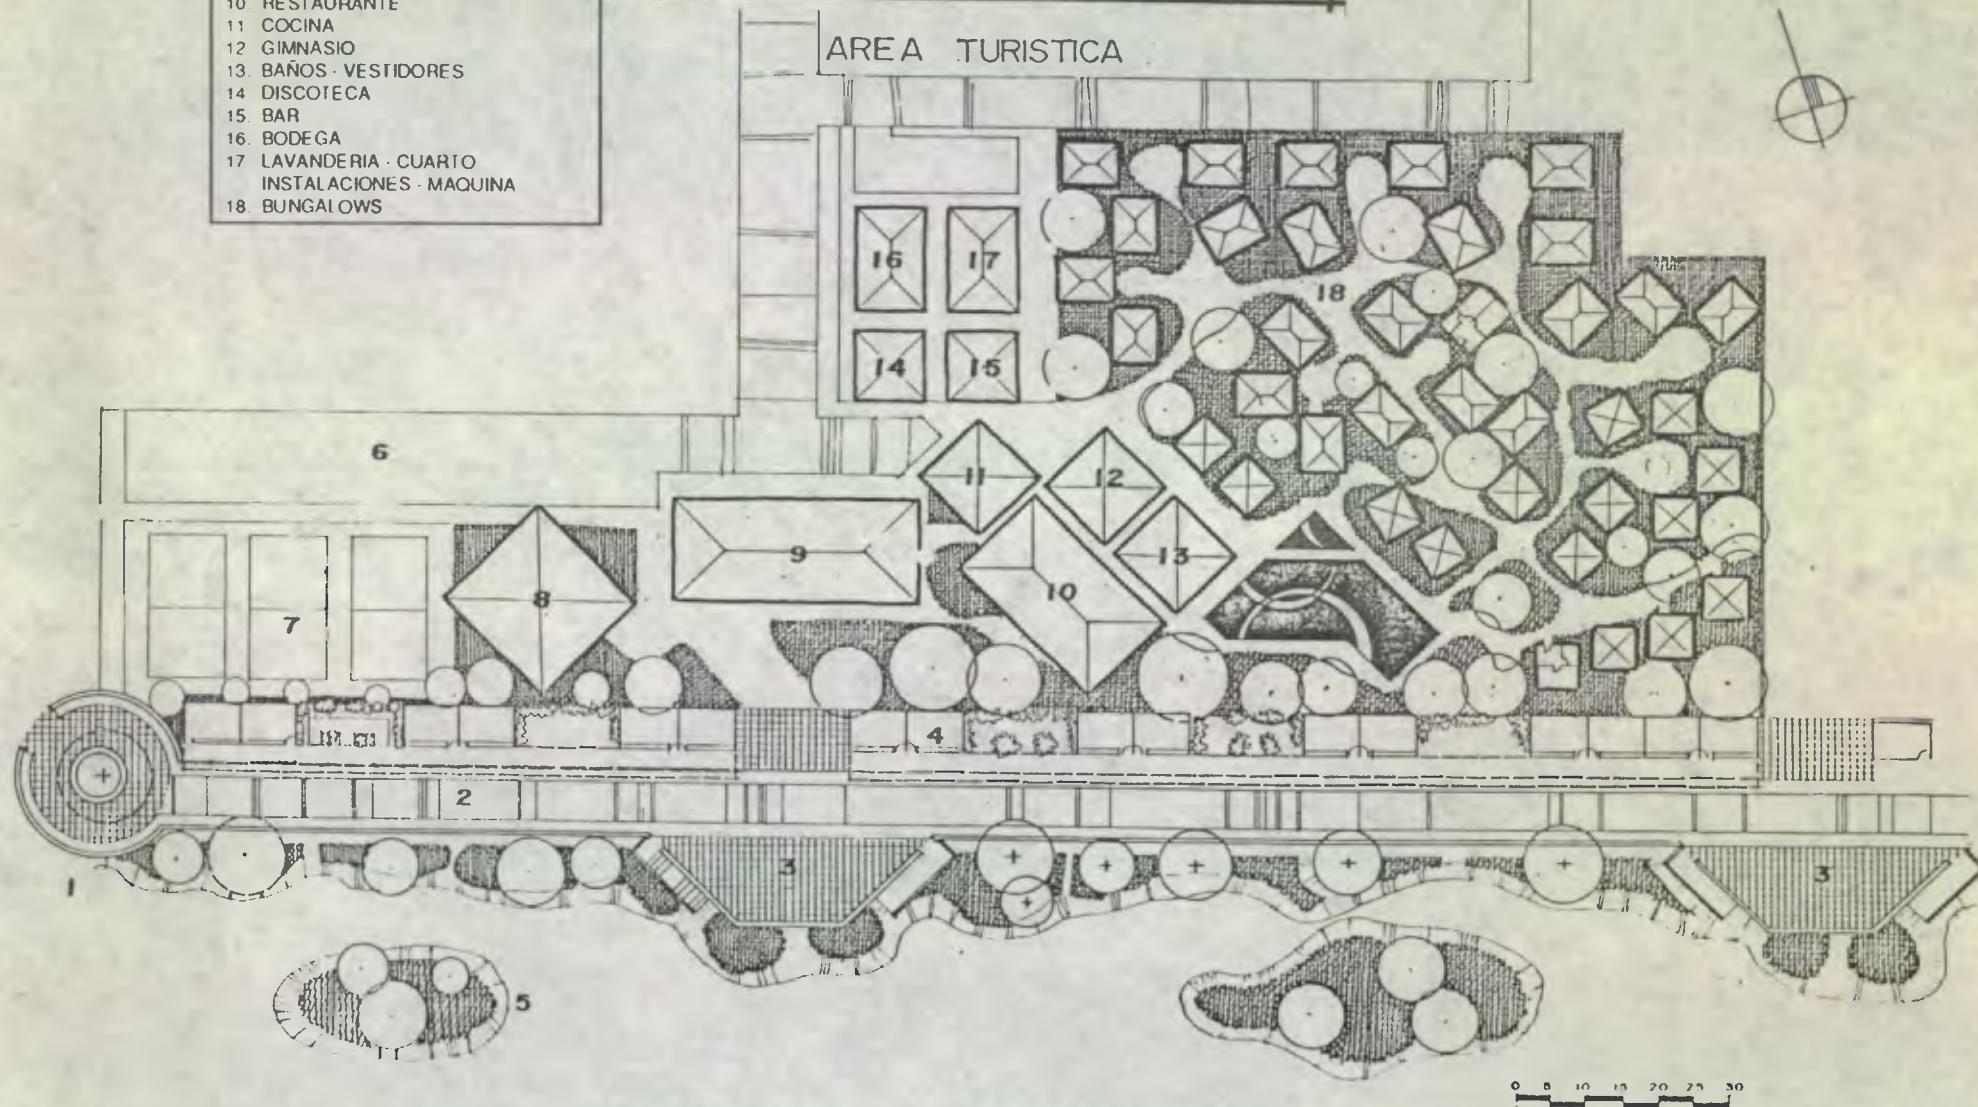 10 RESTAURANTE
11 COCINA
12 GIMNASIO
13. BAÑOS · VESTIDORES
14 DISCOTECA
15. BAR
16. BODEGA
17 LAVANDERIA · CUARTO
INSTALACIONES · MAQUINA
18. BUNGALOWS
AREA TURISTICA
16
17
18
14
15
6
11
12
9
13
8
10
7
4
2
3
3
1
5
0 5 10 15 20 25 30